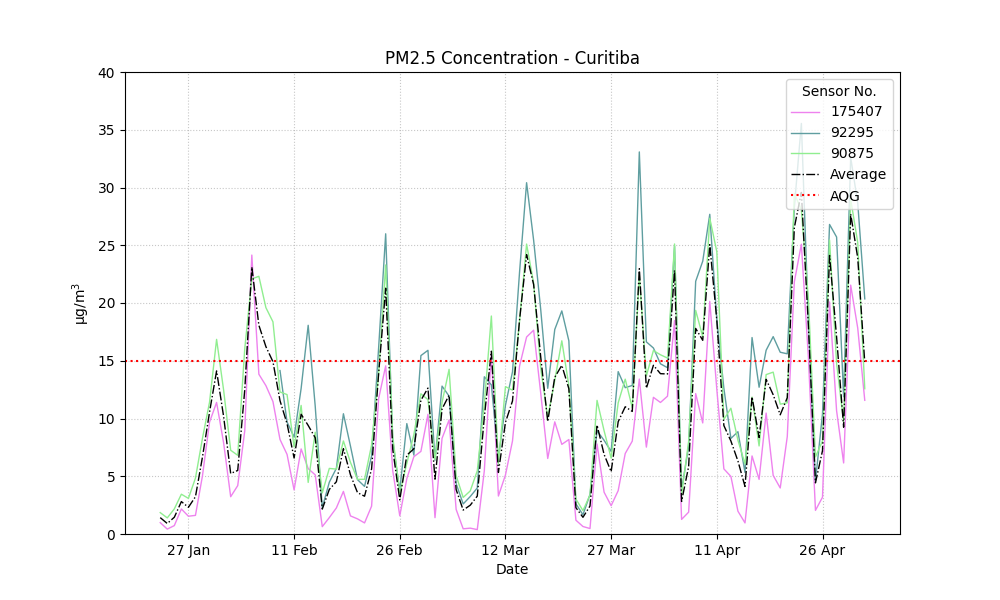 PM2.5 Concentration - Curitiba
40
35
30
25
20
15
10
5
0
µg/m³
27 Jan
11 Feb
26 Feb
12 Mar
27 Mar
11 Apr
26 Apr
Date
Sensor No.
175407
92295
90875
Average
AQG